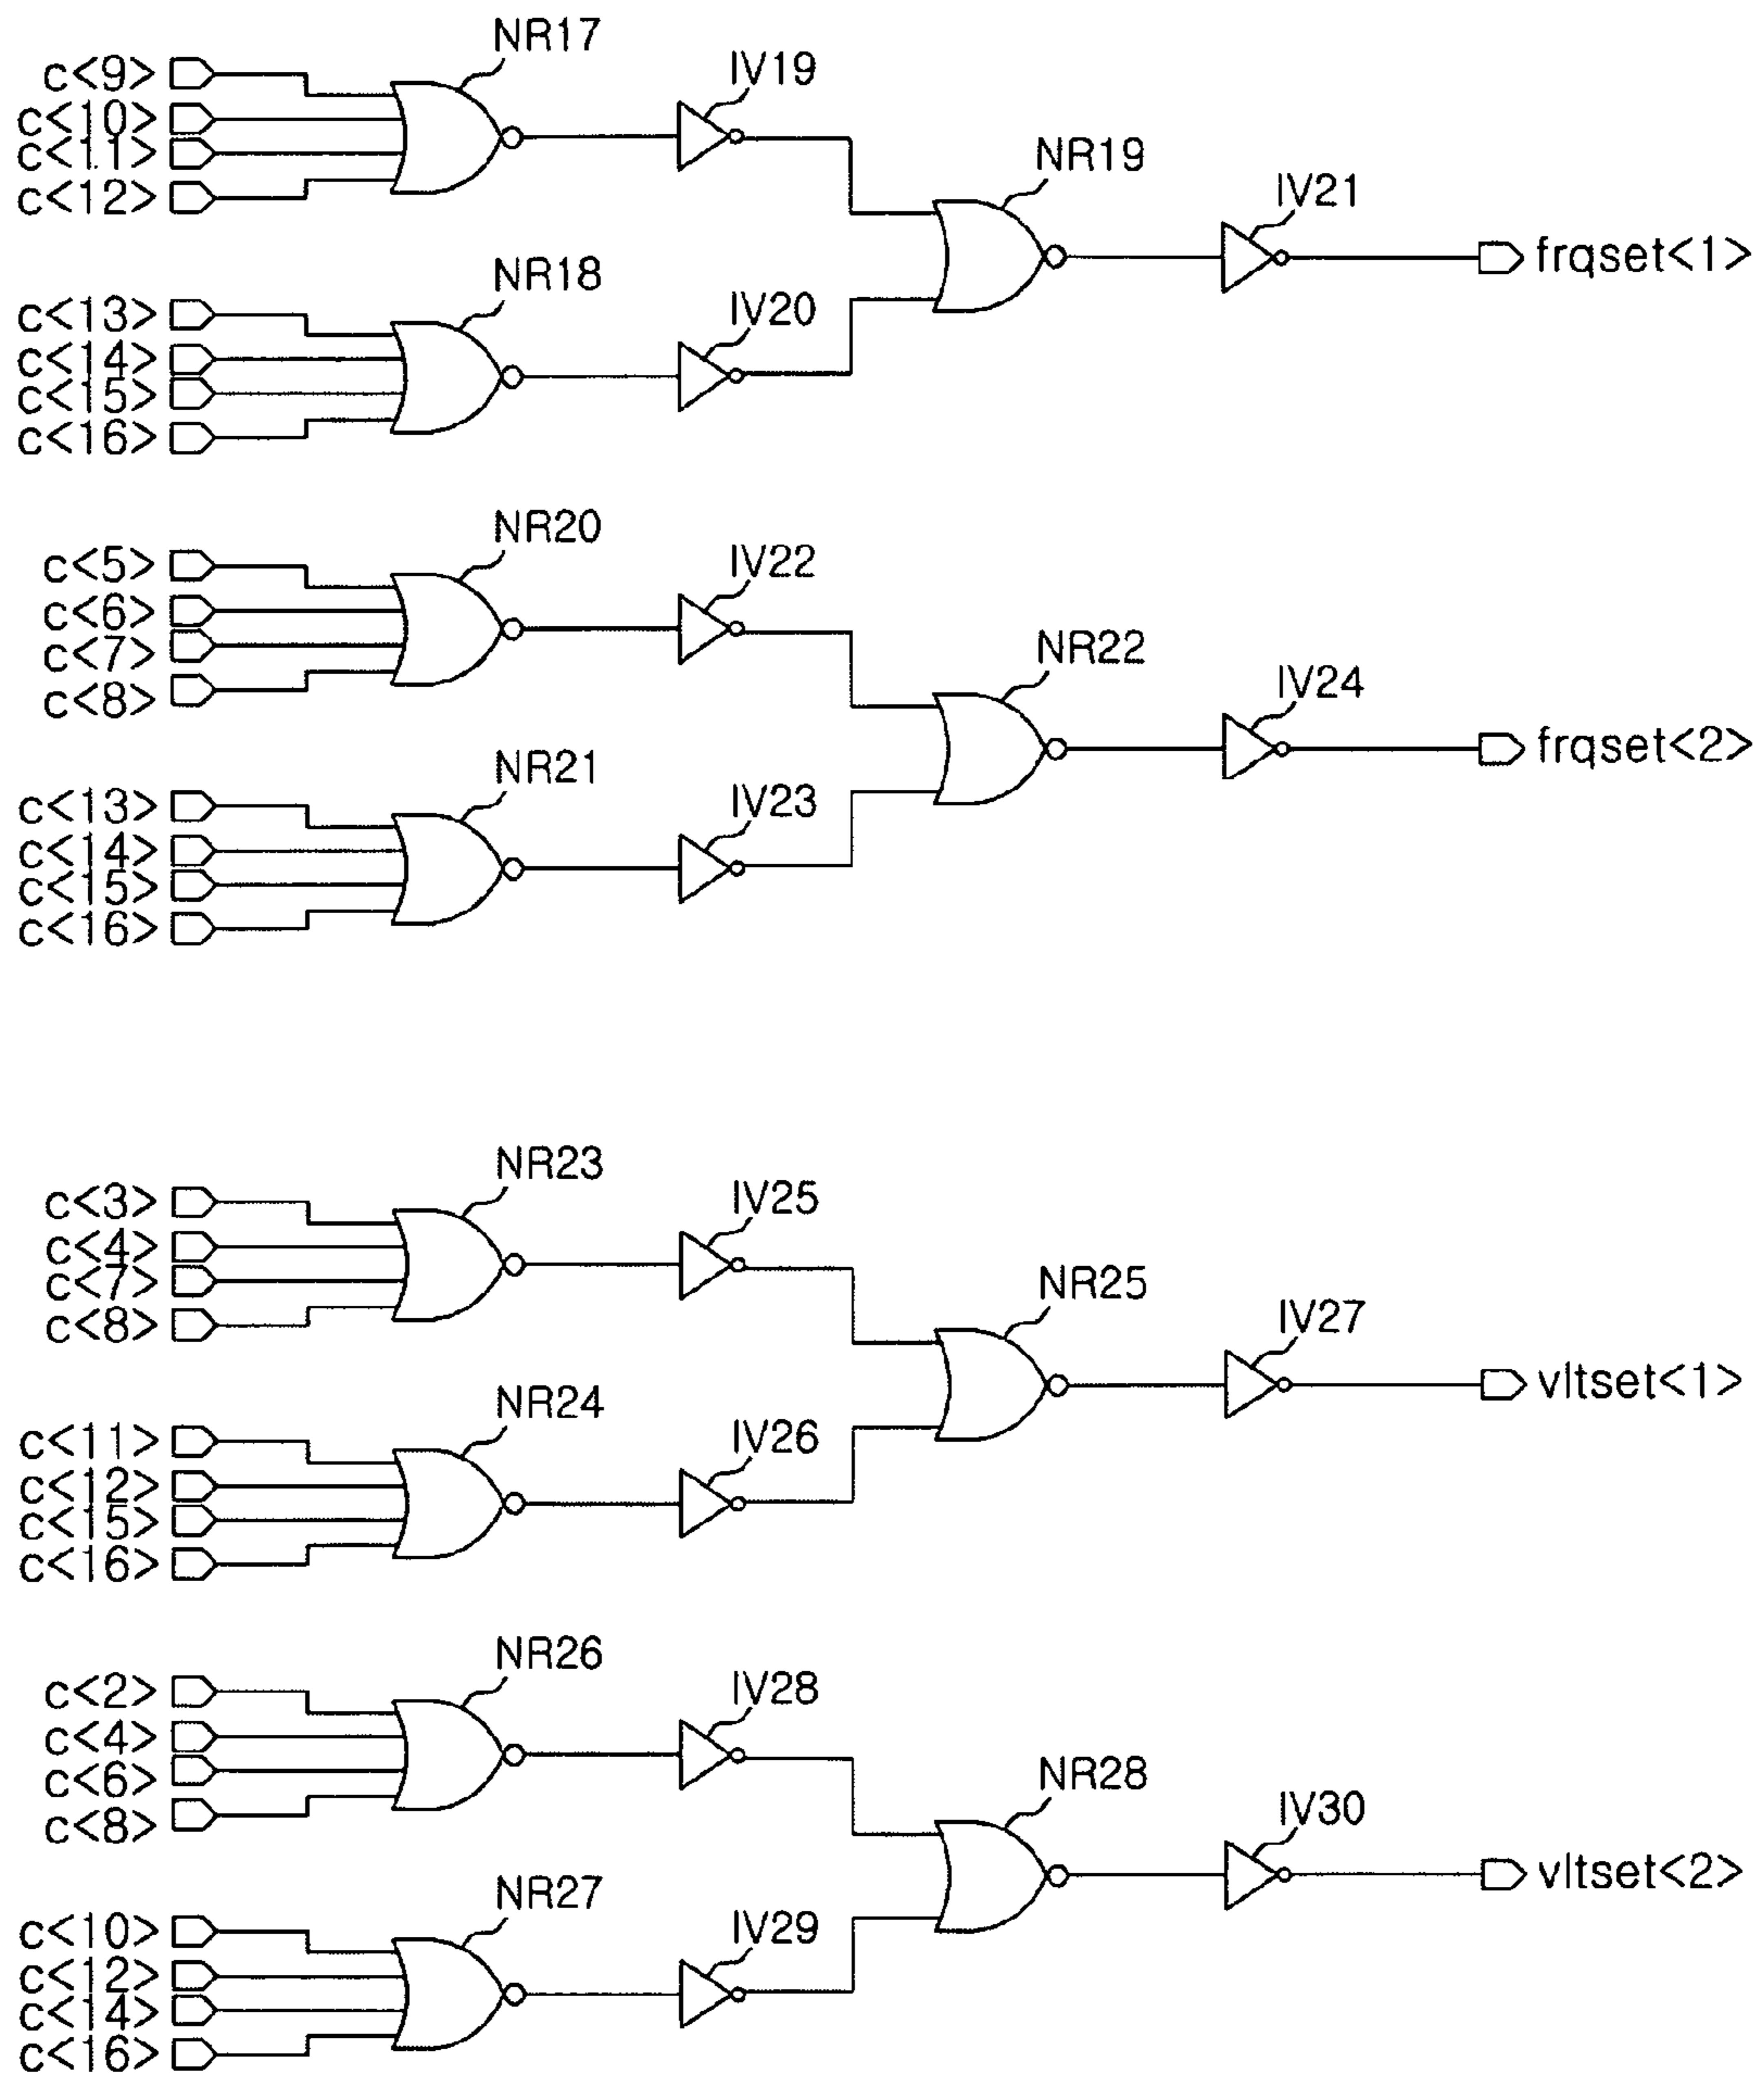 NR17
c<9>
IV19
c<10>
c<11>
c<12>
NR19
IV21
frqset<1>
NR18
c<13>
IV20
c<14>
c<15>
c<16>
NR20
c<5>
IV22
c<6>
c<7>
c<8>
NR22
IV24
frqset<2>
NR21
c<13>
IV23
c<14>
c<15>
c<16>
NR23
c<3>
IV25
c<4>
c<7>
c<8>
NR25
IV27
vltset<1>
NR24
c<11>
IV26
c<12>
c<15>
c<16>
NR26
c<2>
IV28
c<4>
c<6>
c<8>
NR28
IV30
vltset<2>
NR27
c<10>
IV29
c<12>
c<14>
c<16>